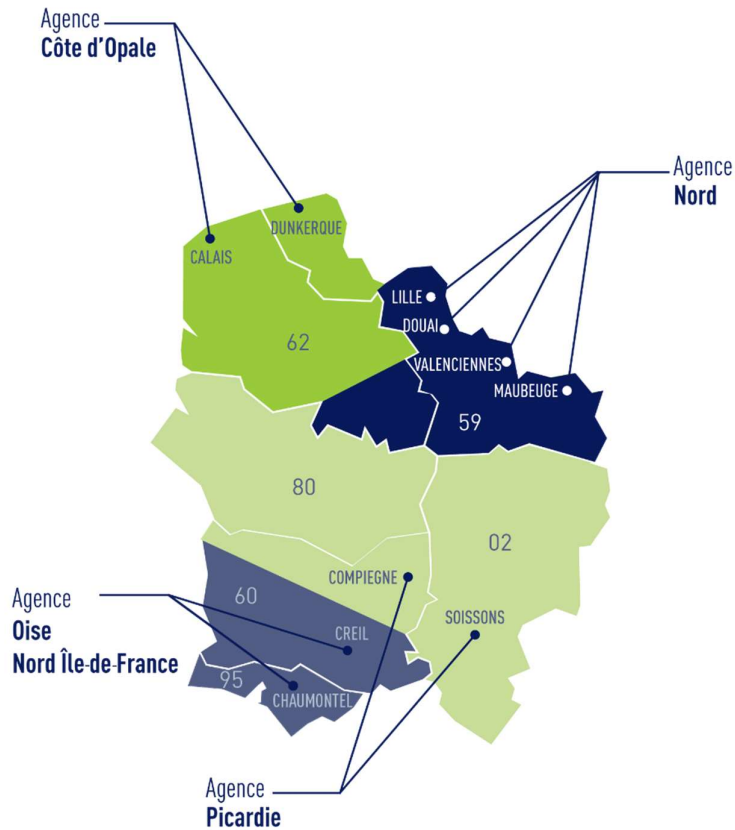 Agence
Côte d'Opale
Agence
Nord
DUNKERQUE
CALAIS
LILLE
DOUAI
62
VALENCIENNES
MAUBEUGE
59
80
02
COMPIEGNE
60
SOISSONS
CREIL
Agence
Oise
Nord Île-de-France
95
CHAUMONTEL
Agence
Picardie